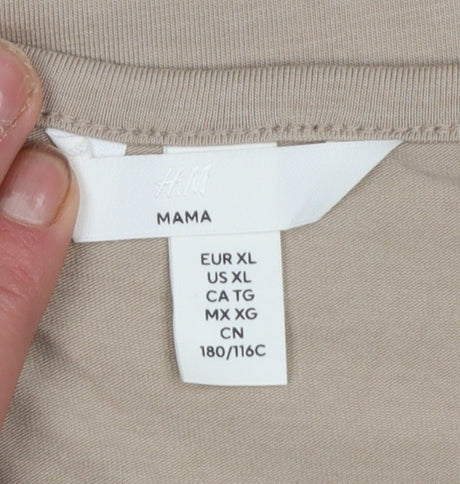 H&M
MAMA
EUR XL
US XL
CA TG
MX XG
CN
180/116C